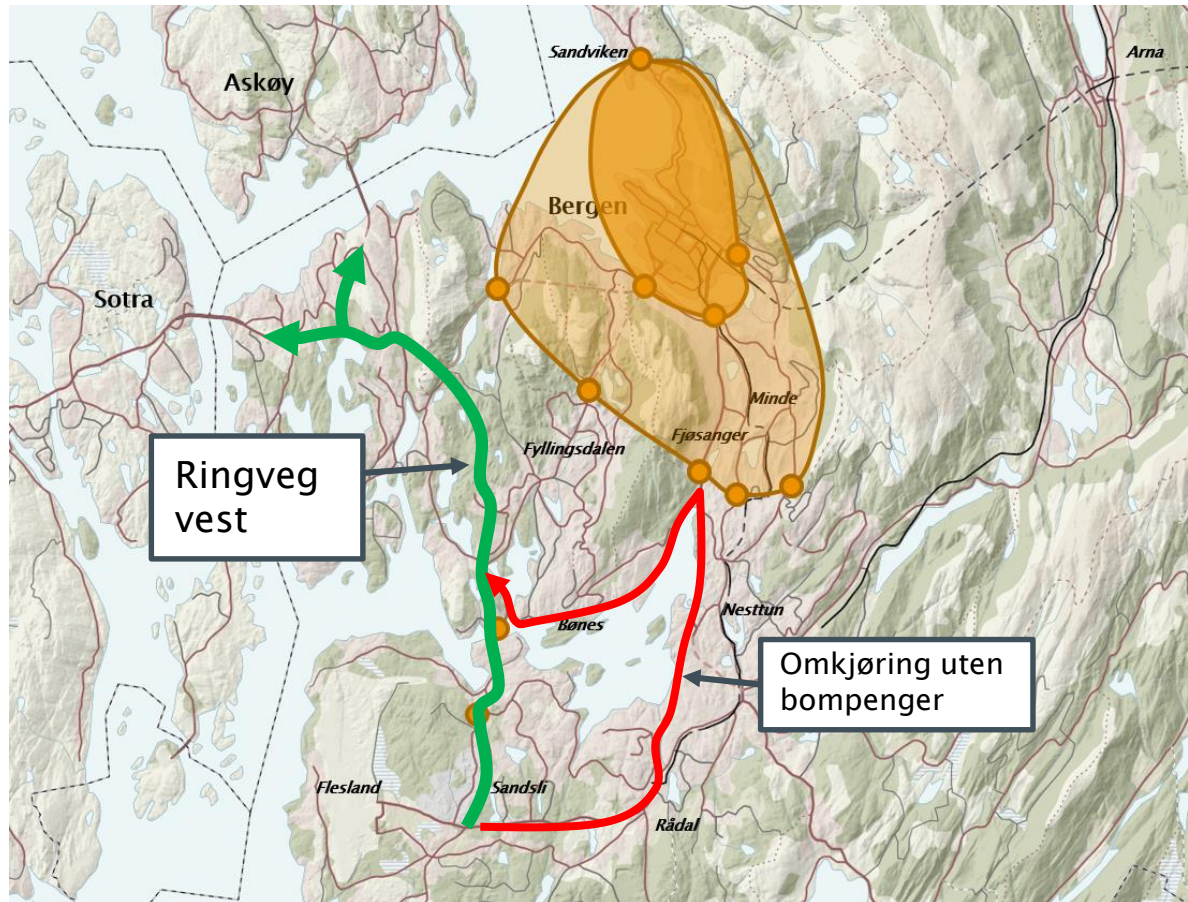 Sandviken
Arna
Askøy
Bergen
Sotra
Minde
Fjøsanger
Fyllingsdalen
Ringveg
vest
Nesttun
Bønes
Omkjøring uten
bompenger
Flesland
Sandsli
Rådal